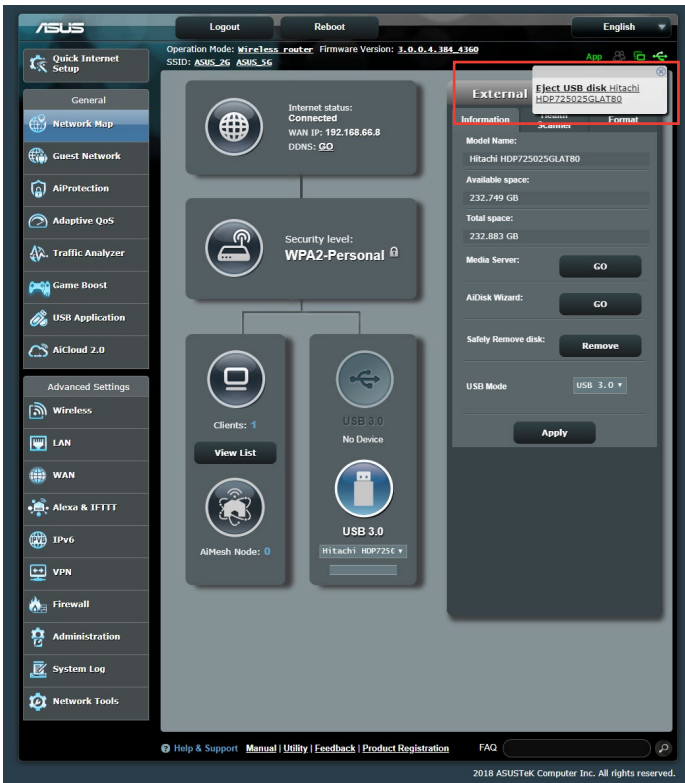 ASUS
Logout
Reboot
English
Quick Internet
Setup
Operation Mode: Wireless router Firmware Version: 3.0.0.4.384_4360
SSID: ASUS_2G ASUS_5G
App
General
Network Map
Guest Network
AiProtection
Adaptive QoS
Traffic Analyzer
Game Boost
USB Application
AiCloud 2.0
Advanced Settings
Wireless
LAN
WAN
Alexa & IFTTT
IPv6
VPN
Firewall
Administration
System Log
Network Tools
Internet status:
Connected
WAN IP: 192.168.66.8
DDNS: GO
Security level:
WPA2-Personal
Clients: 1
View List
AiMesh Node: 0
USB 3.0
No Device
USB 3.0
Hitachi HDP725(
External
Eject USB disk Hitachi
HDP725025GLAT80
Information
Scanner
Format
Model Name:
Hitachi HDP725025GLAT80
Available space:
232.749 GB
Total space:
232.883 GB
Media Server:
GO
AiDisk Wizard:
GO
Safely Remove disk:
Remove
USB Mode
USB 3.0
Apply
Help & Support Manual | Utility | Feedback | Product Registration
FAQ
2018 ASUSTeK Computer Inc. All rights reserved.